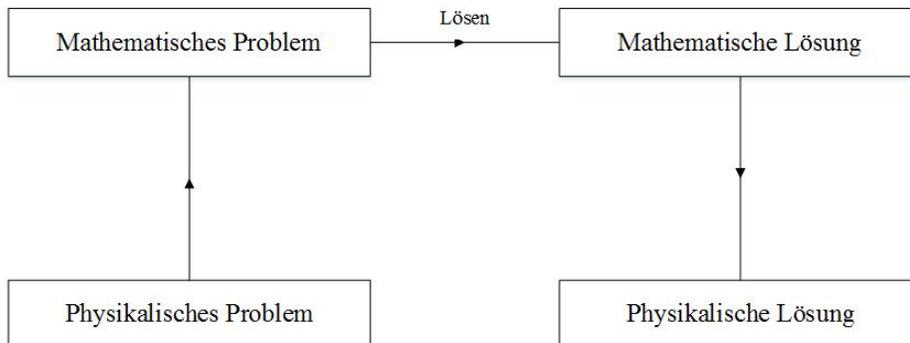 Lösen
Mathematisches Problem
Mathematische Lösung
Physikalisches Problem
Physikalische Lösung